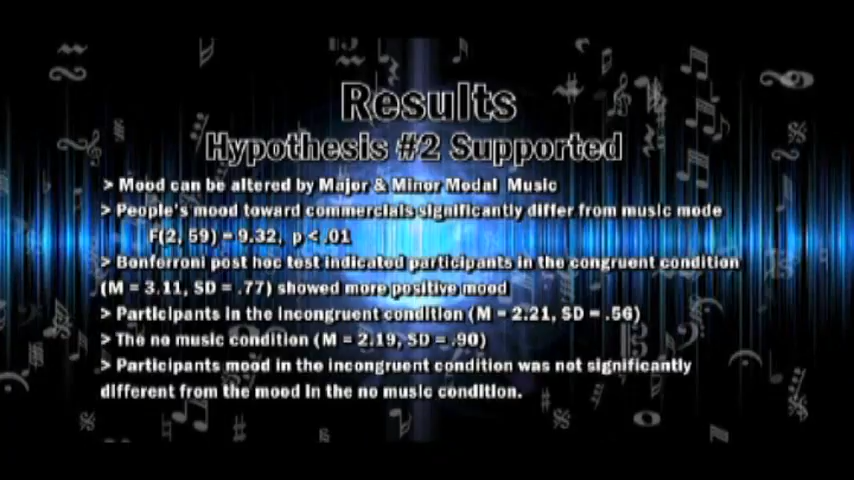 Results
Hypothesis #2 Supported
> Mood can be altered by Major & Minor Modal Music
> People's mood toward commercials significantly differ from music mode
F(2, 59) = 9.32, p < .01
> Bonferroni post hoc test indicated participants in the congruent condition
(M = 3.11, SD = .77) showed more positive mood
> Participants in the incongruent condition (M = 2.21, SD = .56)
> The no music condition (M = 2.19, SD = .90)
> Participants mood in the incongruent condition was not significantly
different from the mood in the no music condition.